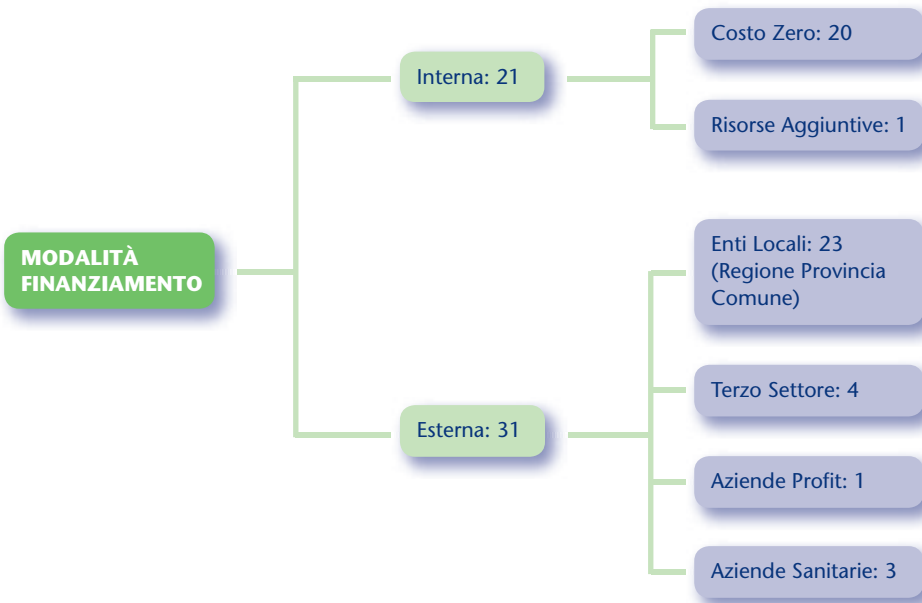 MODALITÀ
FINANZIAMENTO
Interna: 21
Costo Zero: 20
Risorse Aggiuntive: 1
Esterna: 31
Enti Locali: 23
(Regione Provincia
Comune)
Terzo Settore: 4
Aziende Profit: 1
Aziende Sanitarie: 3